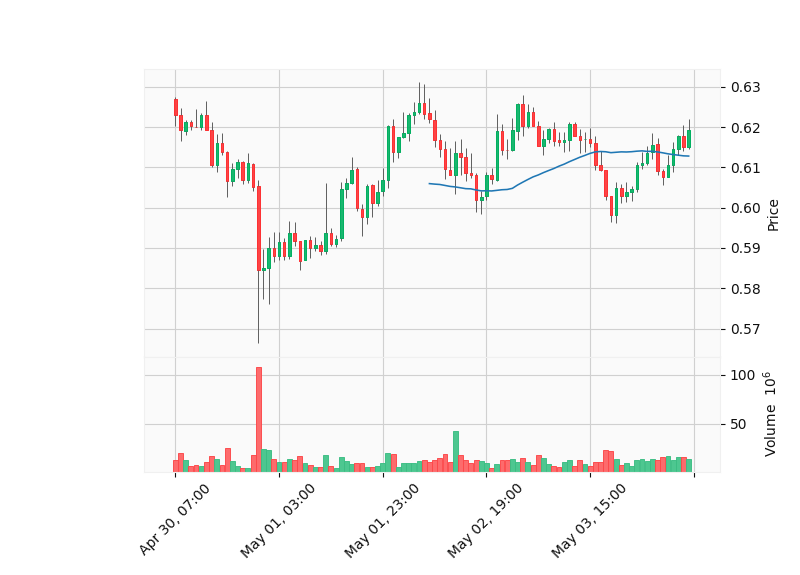 0.63
0.62
0.61
0.60
0.59
0.58
0.57
Price
100
50
Volume 10⁶
Apr 30, 07:00
May 01, 03:00
May 01, 23:00
May 02, 19:00
May 03, 15:00